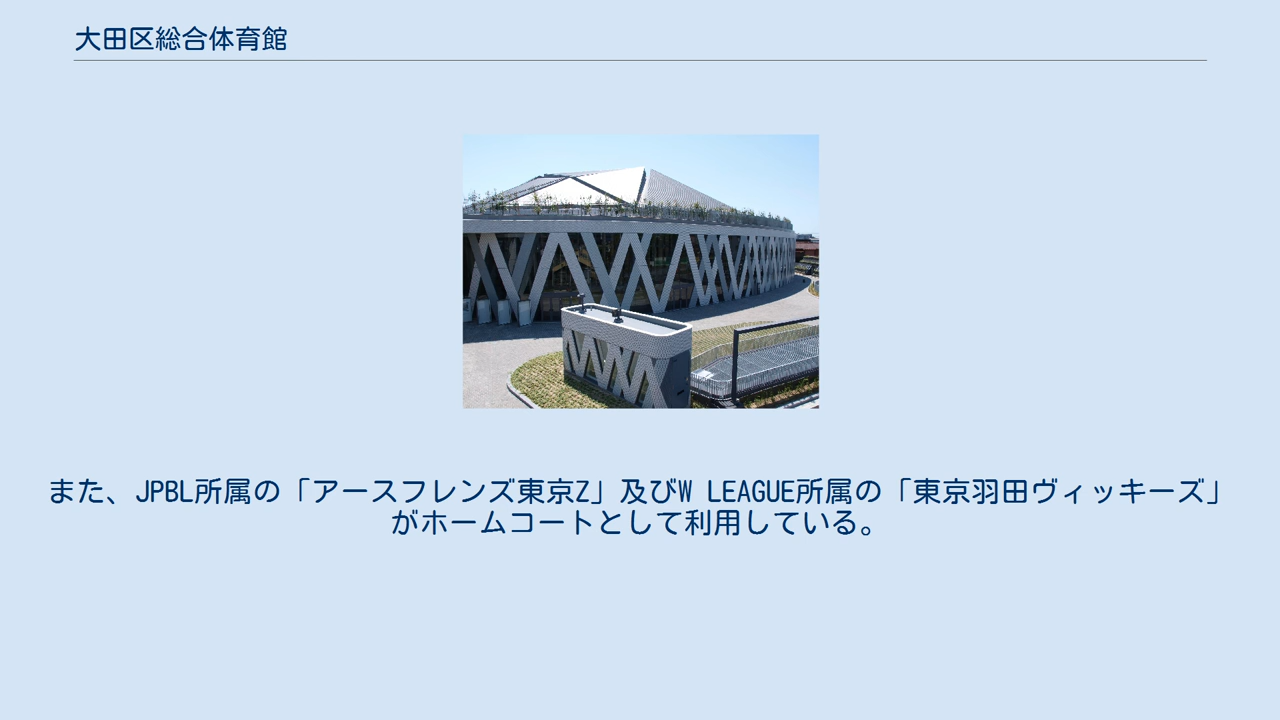 大田区総合体育館
また、JPBL所属の「アースフレンズ東京Z」及びW LEAGUE所属の「東京羽田ヴィッキーズ」
がホームコートとして利用している。